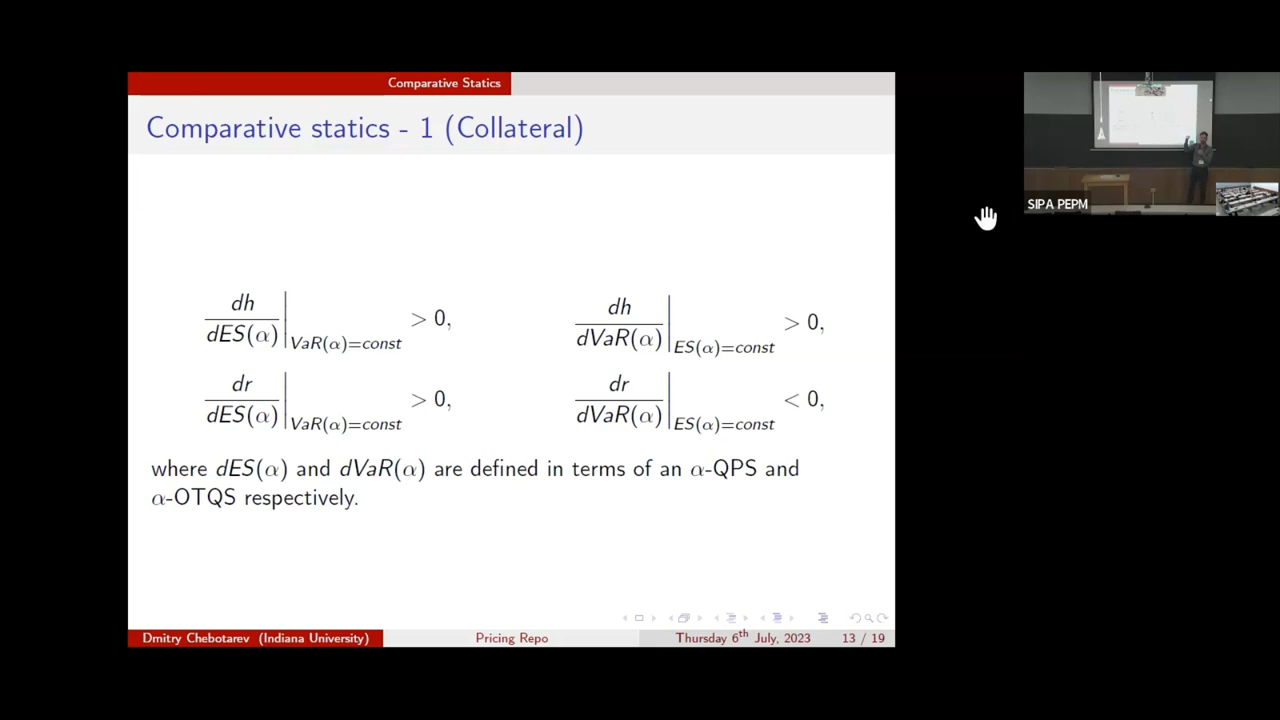 Comparative Statics
Comparative statics - 1 (Collateral)
dh/dES(α)|VaR(α)=const > 0, dh/dVaR(α)|ES(α)=const > 0,
dr/dES(α)|VaR(α)=const > 0, dr/dVaR(α)|ES(α)=const < 0,
where dES(α) and dVaR(α) are defined in terms of an α-QPS and
α-OTQS respectively.
Dmitry Chebotarev (Indiana University) Pricing Repo Thursday 6th July, 2023 13 / 19
SIPA PEPM